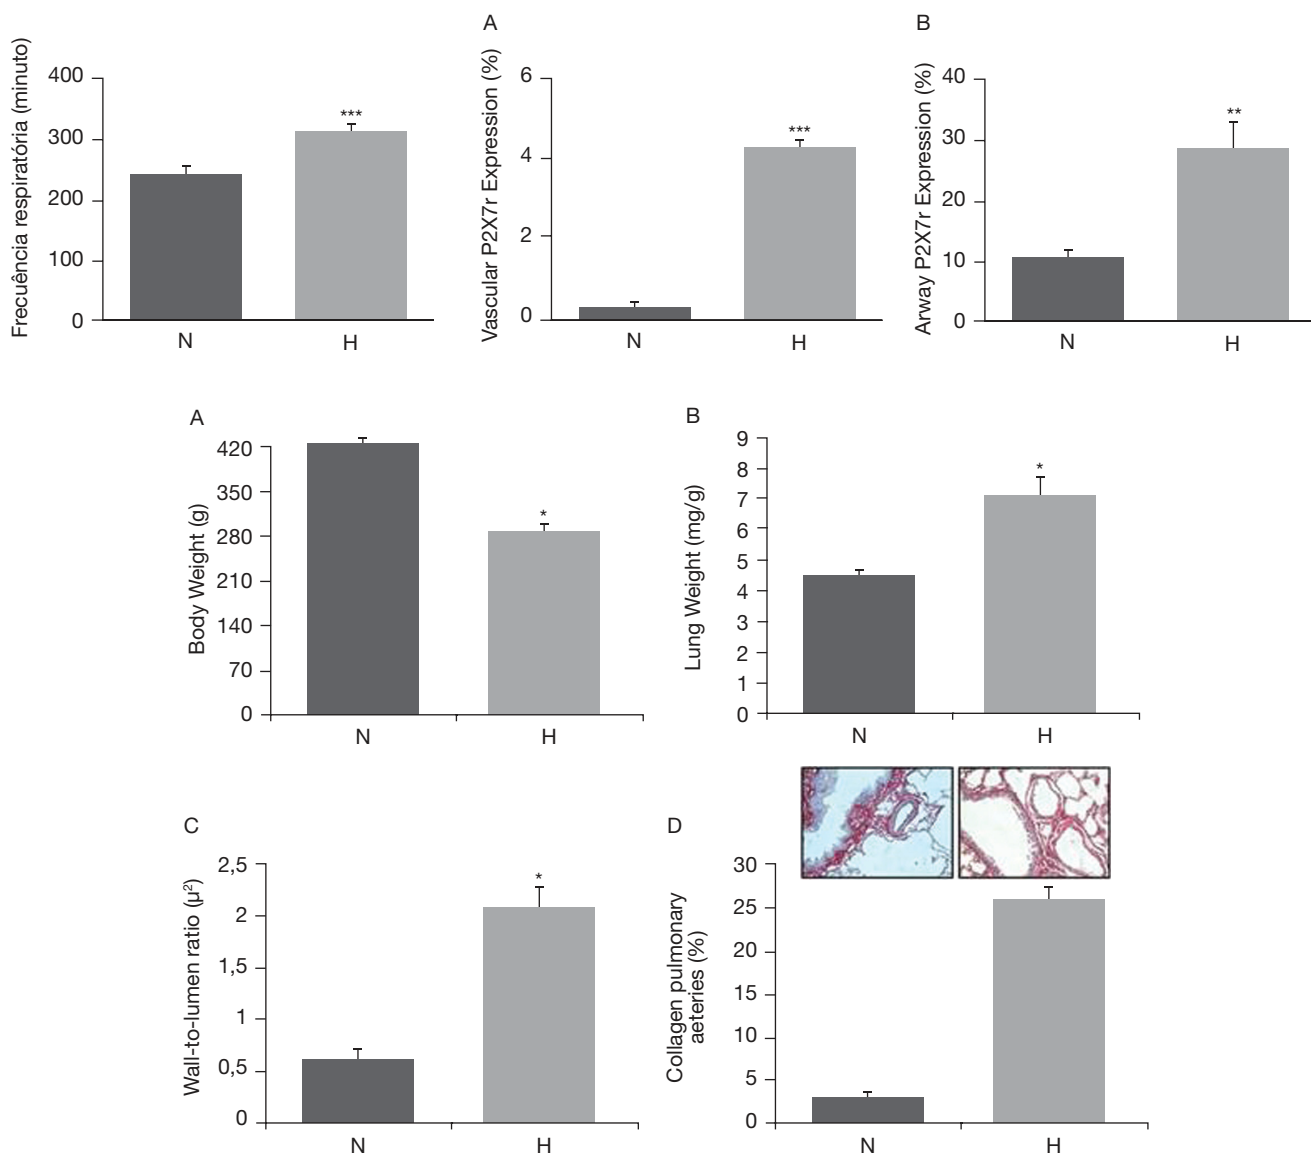 Frecuência respiratória (minuto)
400
300
200
100
0
***
N
H
A
Vascular P2X7r Expression (%)
6
4
2
0
***
N
H
B
Arway P2X7r Expression (%)
40
30
20
10
0
**
N
H
A
Body Weight (g)
420
350
280
210
140
70
0
*
N
H
B
Lung Weight (mg/g)
9
8
7
6
5
4
3
2
1
0
*
N
H
C
Wall-to-lumen ratio (µ²)
2,5
2
1,5
1
0,5
0
*
N
H
D
Collagen pulmonary
aeteries (%)
30
25
20
15
10
5
0
N
H